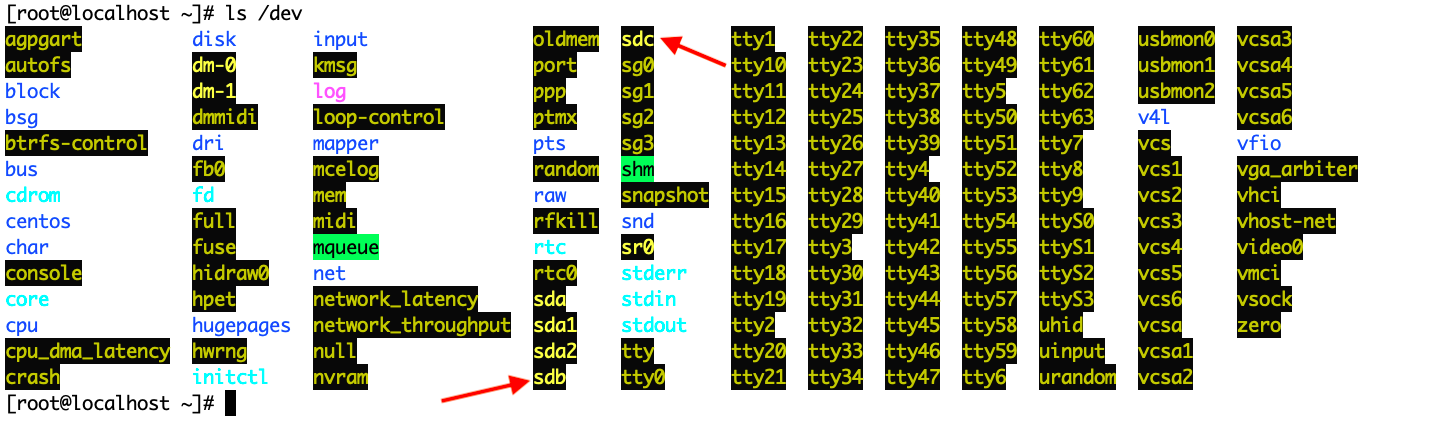 [root@localhost ~]# ls /dev
agpgart disk input oldmem sdc tty1 tty22 tty35 tty48 tty60 usbmon0 vcsa3
autofs dm-0 kmsg port sg0 tty10 tty23 tty36 tty49 tty61 usbmon1 vcsa4
block dm-1 log ppp sg1 tty11 tty24 tty37 tty5 tty62 usbmon2 vcsa5
bsg dmmidi loop-control ptmx sg2 tty12 tty25 tty38 tty50 tty63 v4l vcsa6
btrfs-control dri mapper pts sg3 tty13 tty26 tty39 tty51 tty7 vcs vfio
bus fb0 mcelog random shm tty14 tty27 tty4 tty52 tty8 vcs1 vga_arbiter
cdrom fd mem raw snapshot tty15 tty28 tty40 tty53 tty9 vcs2 vhci
centos full midi rfkill snd tty16 tty29 tty41 tty54 ttyS0 vcs3 vhost-net
char fuse mqueue rtc sr0 tty17 tty3 tty42 tty55 ttyS1 vcs4 video0
console hidraw0 net rtc0 stderr tty18 tty30 tty43 tty56 ttyS2 vcs5 vmci
core hpet network_latency sda stdin tty19 tty31 tty44 tty57 ttyS3 vcs6 vsock
cpu hugepages network_throughput sda1 stdout tty2 tty32 tty45 tty58 uhid vcsa zero
cpu_dma_latency hwrng null sda2 tty tty20 tty33 tty46 tty59 uinput vcsa1
crash initctl nvram sdb tty0 tty21 tty34 tty47 tty6 urandom vcsa2
[root@localhost ~]#